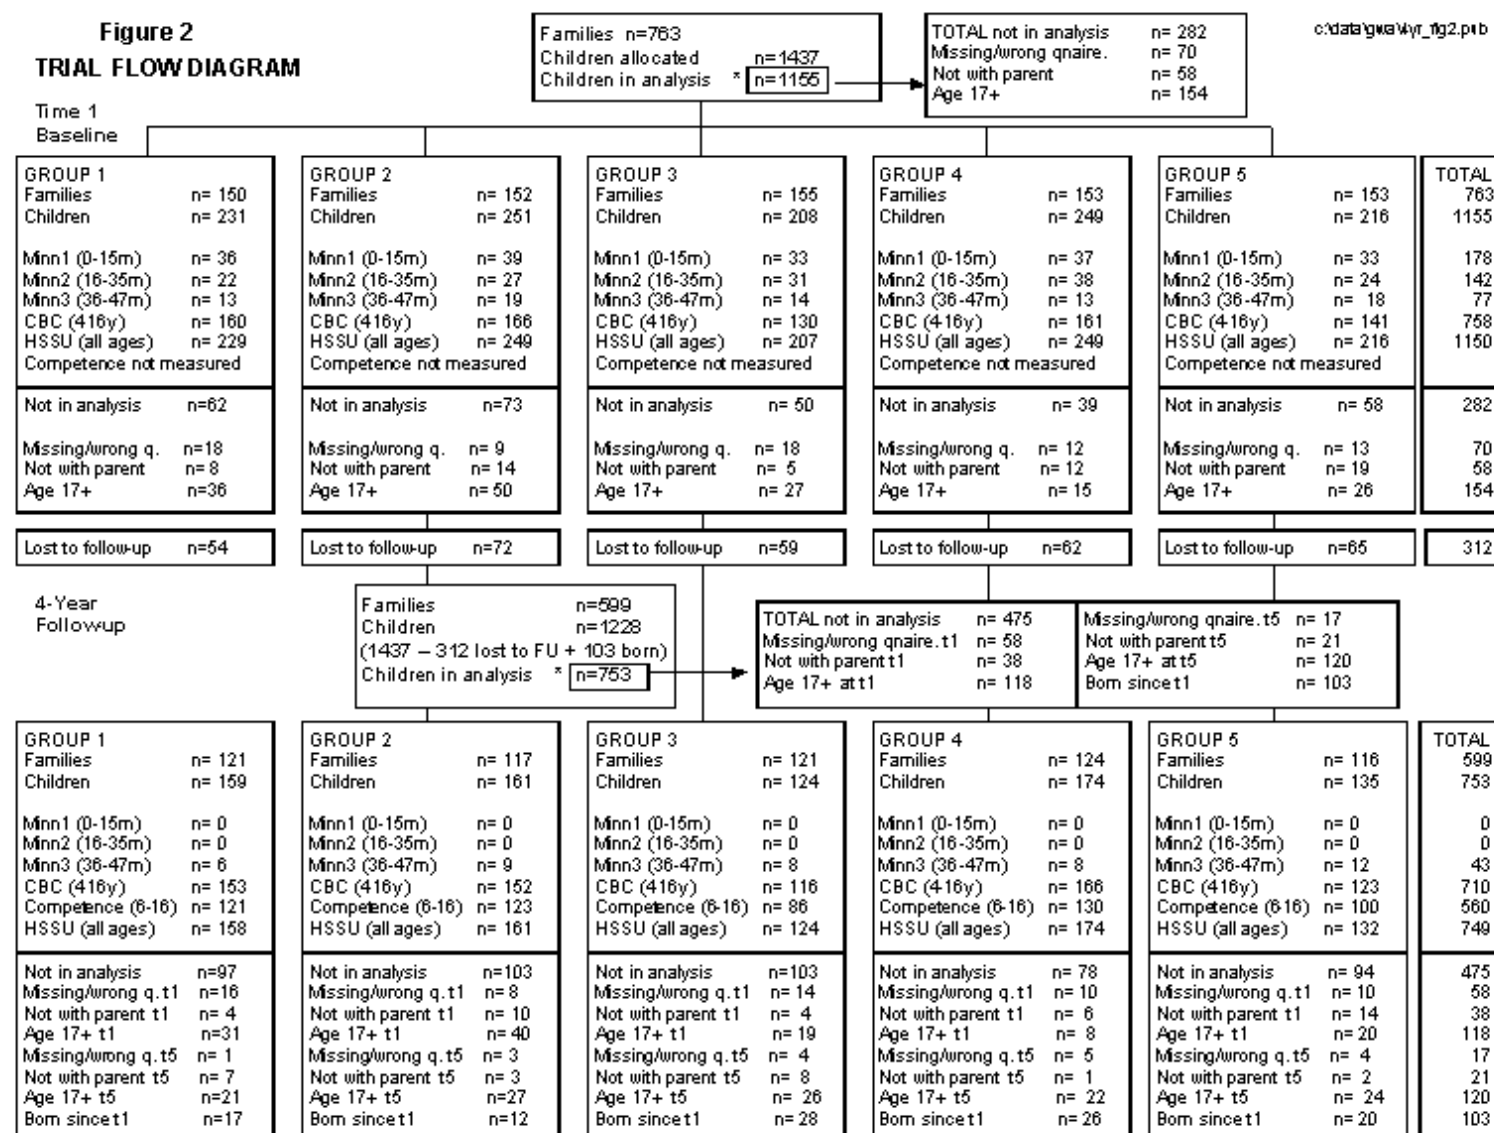 Figure 2
TRIAL FLOW DIAGRAM
c:\data\gwa\4yr_fig2.pub
Families n=763
Children allocated n=1437
Children in analysis * n=1155
TOTAL not in analysis n= 282
Missing/wrong qnaire. n= 70
Not with parent n= 58
Age 17+ n= 154
Time 1
Baseline
GROUP 1
Families n= 150
Children n= 231
Minn1 (0-15m) n= 36
Minn2 (16-35m) n= 22
Minn3 (36-47m) n= 13
CBC (416y) n= 160
HSSU (all ages) n= 229
Competence not measured
Not in analysis n=62
Missing/wrong q. n=18
Not with parent n= 8
Age 17+ n=36
Lost to follow-up n=54
GROUP 2
Families n= 152
Children n= 251
Minn1 (0-15m) n= 39
Minn2 (16-35m) n= 27
Minn3 (36-47m) n= 19
CBC (416y) n= 166
HSSU (all ages) n= 249
Competence not measured
Not in analysis n=73
Missing/wrong q. n= 9
Not with parent n= 14
Age 17+ n= 50
Lost to follow-up n=72
GROUP 3
Families n= 155
Children n= 208
Minn1 (0-15m) n= 33
Minn2 (16-35m) n= 31
Minn3 (36-47m) n= 14
CBC (416y) n= 130
HSSU (all ages) n= 207
Competence not measured
Not in analysis n= 50
Missing/wrong q. n= 18
Not with parent n= 5
Age 17+ n= 27
Lost to follow-up n=59
GROUP 4
Families n= 153
Children n= 249
Minn1 (0-15m) n= 37
Minn2 (16-35m) n= 38
Minn3 (36-47m) n= 13
CBC (416y) n= 161
HSSU (all ages) n= 249
Competence not measured
Not in analysis n= 39
Missing/wrong q. n= 12
Not with parent n= 12
Age 17+ n= 15
Lost to follow-up n=62
GROUP 5
Families n= 153
Children n= 216
Minn1 (0-15m) n= 33
Minn2 (16-35m) n= 24
Minn3 (36-47m) n= 18
CBC (416y) n= 141
HSSU (all ages) n= 216
Competence not measured
Not in analysis n= 58
Missing/wrong q. n= 13
Not with parent n= 19
Age 17+ n= 26
Lost to follow-up n=65
TOTAL
763
1155
178
142
77
758
1150
282
70
58
154
312
4-Year
Followup
Families n=599
Children n=1228
(1437 – 312 lost to FU + 103 born)
Children in analysis * n=753
TOTAL not in analysis n= 475
Missing/wrong qnaire. t1 n= 58
Not with parent t1 n= 38
Age 17+ at t1 n= 118
Missing/wrong qnaire. t5 n= 17
Not with parent t5 n= 21
Age 17+ at t5 n= 120
Born since t1 n= 103
GROUP 1
Families n= 121
Children n= 159
Minn1 (0-15m) n= 0
Minn2 (16-35m) n= 0
Minn3 (36-47m) n= 6
CBC (416y) n= 153
Competence (6-16) n= 121
HSSU (all ages) n= 158
Not in analysis n=97
Missing/wrong q. t1 n=16
Not with parent t1 n= 4
Age 17+ t1 n=31
Missing/wrong q. t5 n= 1
Not with parent t5 n= 7
Age 17+ t5 n=21
Born since t1 n=17
GROUP 2
Families n= 117
Children n= 161
Minn1 (0-15m) n= 0
Minn2 (16-35m) n= 0
Minn3 (36-47m) n= 9
CBC (416y) n= 152
Competence (6-16) n= 123
HSSU (all ages) n= 161
Not in analysis n=103
Missing/wrong q. t1 n= 8
Not with parent t1 n= 10
Age 17+ t1 n= 40
Missing/wrong q. t5 n= 3
Not with parent t5 n= 3
Age 17+ t5 n=27
Born since t1 n=12
GROUP 3
Families n= 121
Children n= 124
Minn1 (0-15m) n= 0
Minn2 (16-35m) n= 0
Minn3 (36-47m) n= 8
CBC (416y) n= 116
Competence (6-16) n= 86
HSSU (all ages) n= 124
Not in analysis n=103
Missing/wrong q. t1 n= 14
Not with parent t1 n= 4
Age 17+ t1 n= 19
Missing/wrong q. t5 n= 4
Not with parent t5 n= 8
Age 17+ t5 n= 26
Born since t1 n= 28
GROUP 4
Families n= 124
Children n= 174
Minn1 (0-15m) n= 0
Minn2 (16-35m) n= 0
Minn3 (36-47m) n= 8
CBC (416y) n= 166
Competence (6-16) n= 130
HSSU (all ages) n= 174
Not in analysis n= 78
Missing/wrong q. t1 n= 10
Not with parent t1 n= 6
Age 17+ t1 n= 8
Missing/wrong q. t5 n= 5
Not with parent t5 n= 1
Age 17+ t5 n= 22
Born since t1 n= 26
GROUP 5
Families n= 116
Children n= 135
Minn1 (0-15m) n= 0
Minn2 (16-35m) n= 0
Minn3 (36-47m) n= 12
CBC (416y) n= 123
Competence (616) n= 100
HSSU (all ages) n= 132
Not in analysis n= 94
Missing/wrong q. t1 n= 10
Not with parent t1 n= 14
Age 17+ t1 n= 20
Missing/wrong q. t5 n= 4
Not with parent t5 n= 2
Age 17+ t5 n= 24
Born since t1 n= 20
TOTAL
599
753
0
0
43
710
560
749
475
58
38
118
17
21
120
103